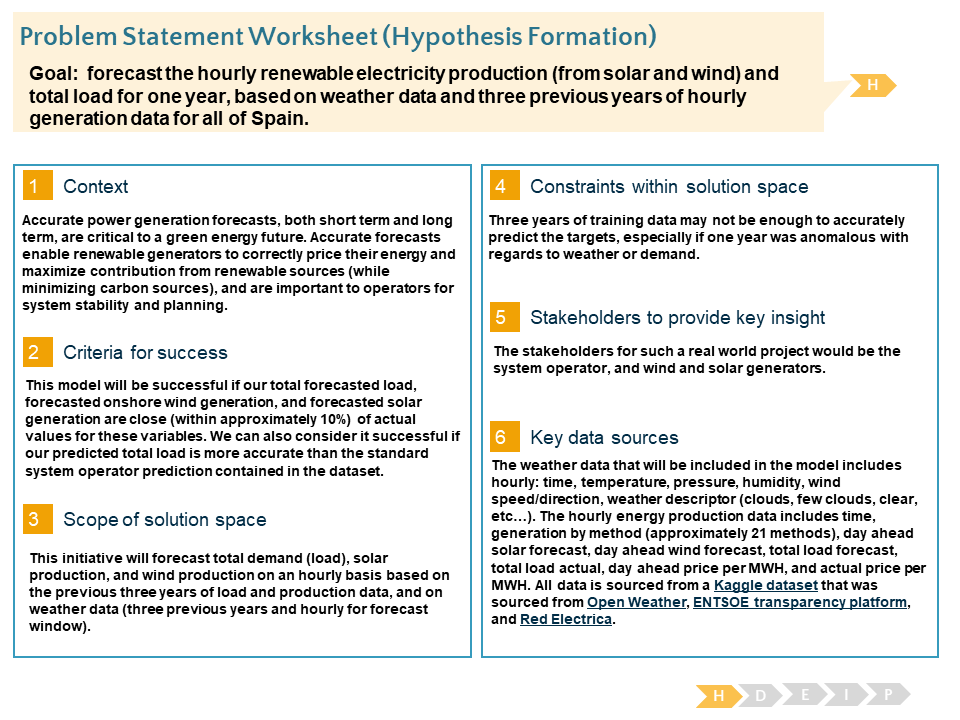 Problem Statement Worksheet (Hypothesis Formation)
Goal:  forecast the hourly renewable electricity production (from solar and wind) and
total load for one year, based on weather data and three previous years of hourly
generation data for all of Spain.
H
1 Context
Accurate power generation forecasts, both short term and long
term, are critical to a green energy future. Accurate forecasts
enable renewable generators to correctly price their energy and
maximize contribution from renewable sources (while
minimizing carbon sources), and are important to operators for
system stability and planning.
2 Criteria for success
This model will be successful if our total forecasted load,
forecasted onshore wind generation, and forecasted solar
generation are close (within approximately 10%) of actual
values for these variables. We can also consider it successful if
our predicted total load is more accurate than the standard
system operator prediction contained in the dataset.
3 Scope of solution space
This initiative will forecast total demand (load), solar
production, and wind production on an hourly basis based on
the previous three years of load and production data, and on
weather data (three previous years and hourly for forecast
window).
4 Constraints within solution space
Three years of training data may not be enough to accurately
predict the targets, especially if one year was anomalous with
regards to weather or demand.
5 Stakeholders to provide key insight
The stakeholders for such a real world project would be the
system operator, and wind and solar generators.
6 Key data sources
The weather data that will be included in the model includes
hourly: time, temperature, pressure, humidity, wind
speed/direction, weather descriptor (clouds, few clouds, clear,
etc…). The hourly energy production data includes time,
generation by method (approximately 21 methods), day ahead
solar forecast, day ahead wind forecast, total load forecast,
total load actual, day ahead price per MWH, and actual price per
MWH. All data is sourced from a Kaggle dataset that was
sourced from Open Weather, ENTSOE transparency platform,
and Red Electrica.
H D E I P